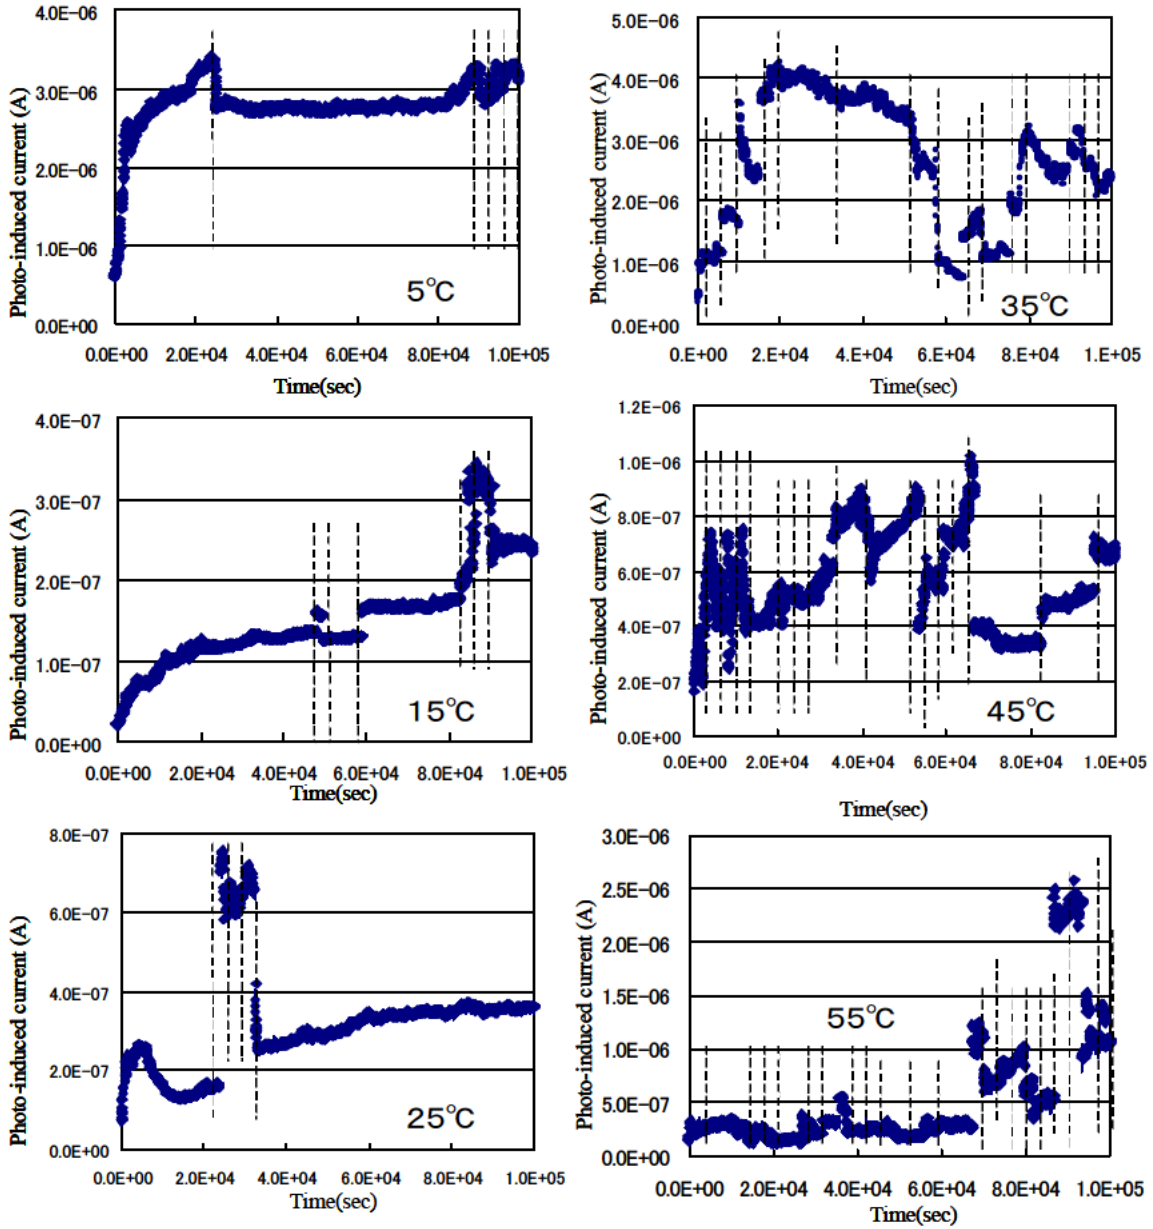 4.0E-06
3.0E-06
2.0E-06
1.0E-06
0.0E+00
Photo-induced current (A)
5℃
0.0E+00 2.0E+04 4.0E+04 6.0E+04 8.0E+04 1.0E+05
Time(sec)
5.0E-06
4.0E-06
3.0E-06
2.0E-06
1.0E-06
0.0E+00
Photo-induced current (A)
35℃
0.E+00 2.E+04 4.E+04 6.E+04 8.E+04 1.E+05
Time(sec)
4.0E-07
3.0E-07
2.0E-07
1.0E-07
0.0E+00
Photo-induced current (A)
15℃
0.0E+00 2.0E+04 4.0E+04 6.0E+04 8.0E+04 1.0E+05
Time(sec)
1.2E-06
1.0E-06
8.0E-07
6.0E-07
4.0E-07
2.0E-07
0.0E+00
Photo-induced current (A)
45℃
0.0E+00 2.0E+04 4.0E+04 6.0E+04 8.0E+04 1.0E+05
Time(sec)
8.0E-07
6.0E-07
4.0E-07
2.0E-07
0.0E+00
Photo-induced current (A)
25℃
0.0E+00 2.0E+04 4.0E+04 6.0E+04 8.0E+04 1.0E+05
Time(sec)
3.0E-06
2.5E-06
2.0E-06
1.5E-06
1.0E-06
5.0E-07
0.0E+00
Photo-induced current (A)
55℃
0.0E+00 2.0E+04 4.0E+04 6.0E+04 8.0E+04 1.0E+05
Time(sec)